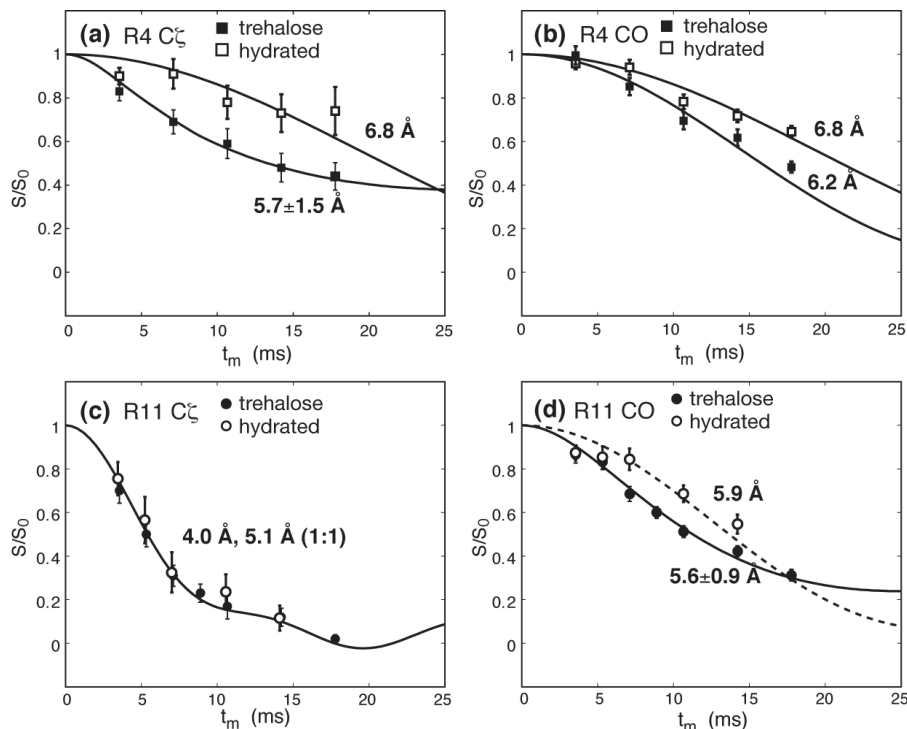 (a) R4 Cζ
■ trehalose
□ hydrated
1
0.8
0.6
0.4
0.2
0
S/S0
6.8 Å
5.7±1.5 Å
0 5 10 15 20 25
tm (ms)
(b) R4 CO
■ trehalose
□ hydrated
1
0.8
0.6
0.4
0.2
0
S/S0
6.8 Å
6.2 Å
0 5 10 15 20 25
tm (ms)
(c) R11 Cζ
● trehalose
○ hydrated
1
0.8
0.6
0.4
0.2
0
S/S0
4.0 Å, 5.1 Å (1:1)
0 5 10 15 20 25
tm (ms)
(d) R11 CO
● trehalose
○ hydrated
1
0.8
0.6
0.4
0.2
0
S/S0
5.9 Å
5.6±0.9 Å
0 5 10 15 20 25
tm (ms)